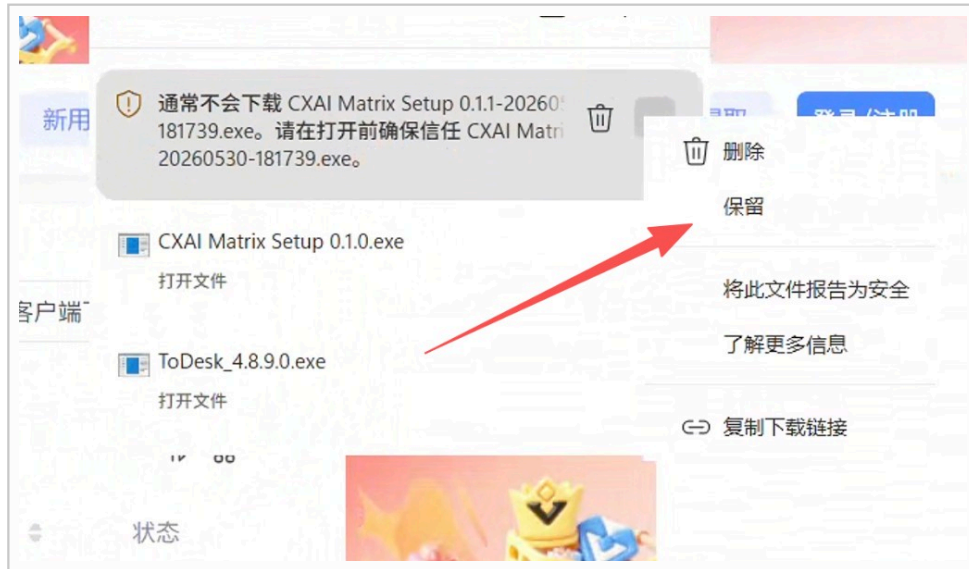 新用
通常不会下载 CXAI Matrix Setup 0.1.1-20260
181739.exe。请在打开前确保信任 CXAI Matri
20260530-181739.exe。
登录/注册
删除
保留
CXAI Matrix Setup 0.1.0.exe
打开文件
将此文件报告为安全
客户端
了解更多信息
ToDesk_4.8.9.0.exe
打开文件
复制下载链接
状态